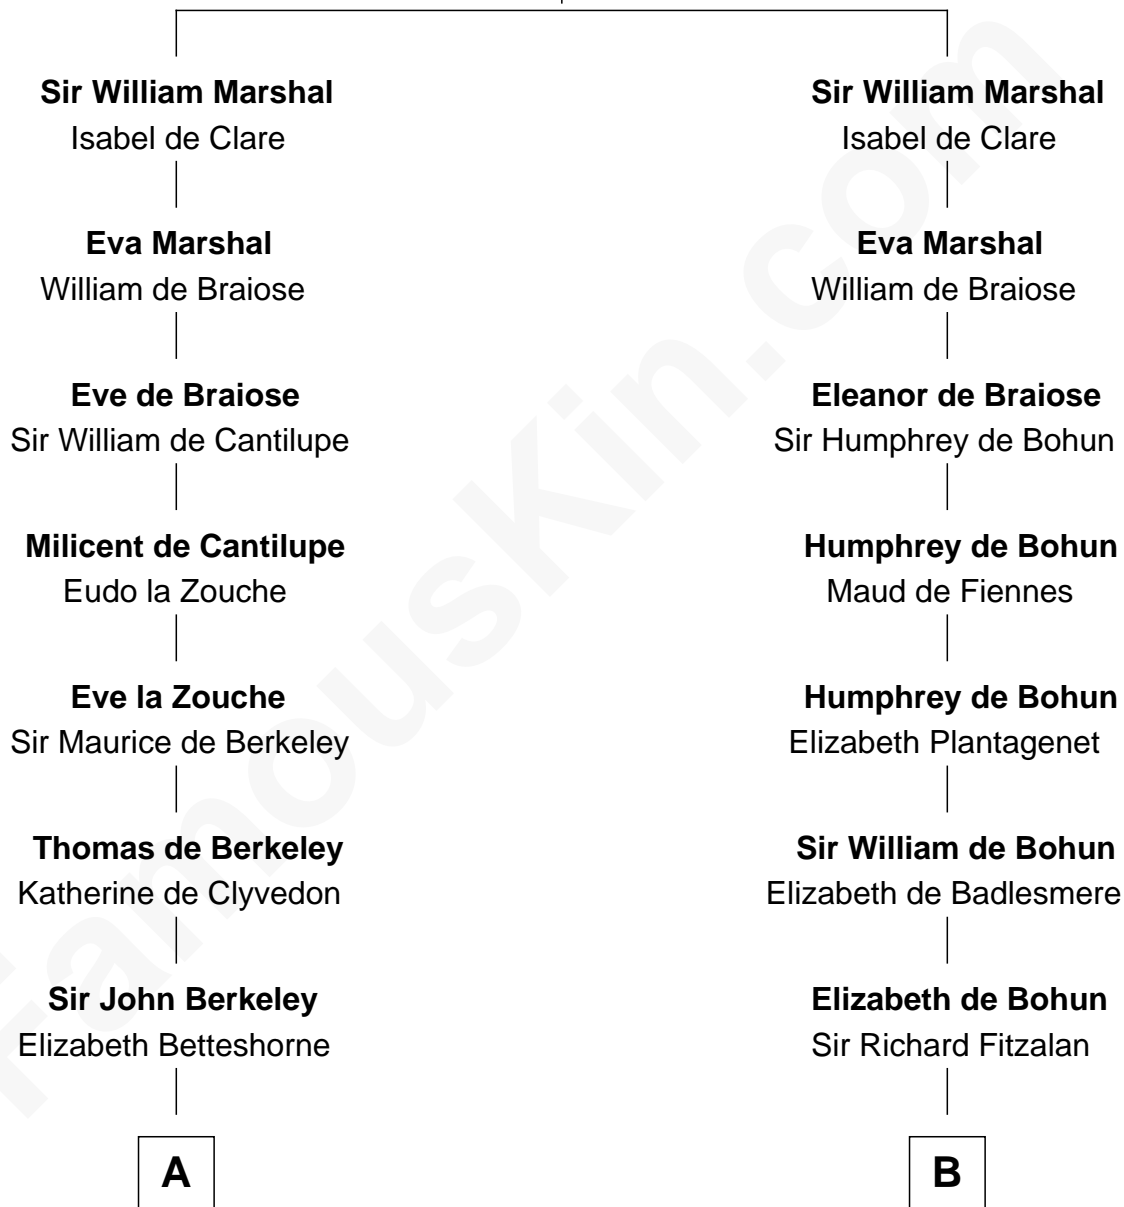 Sir William Marshal
Isabel de Clare
Eva Marshal
William de Braiose
Eve de Braiose
Sir William de Cantilupe
Milicent de Cantilupe
Eudo la Zouche
Eve la Zouche
Sir Maurice de Berkeley
Thomas de Berkeley
Katherine de Clyvedon
Sir John Berkeley
Elizabeth Betteshorne
A
Sir William Marshal
Isabel de Clare
Eva Marshal
William de Braiose
Eleanor de Braiose
Sir Humphrey de Bohun
Humphrey de Bohun
Maud de Fiennes
Humphrey de Bohun
Elizabeth Plantagenet
Sir William de Bohun
Elizabeth de Badlesmere
Elizabeth de Bohun
Sir Richard Fitzalan
B
FamousKin.com